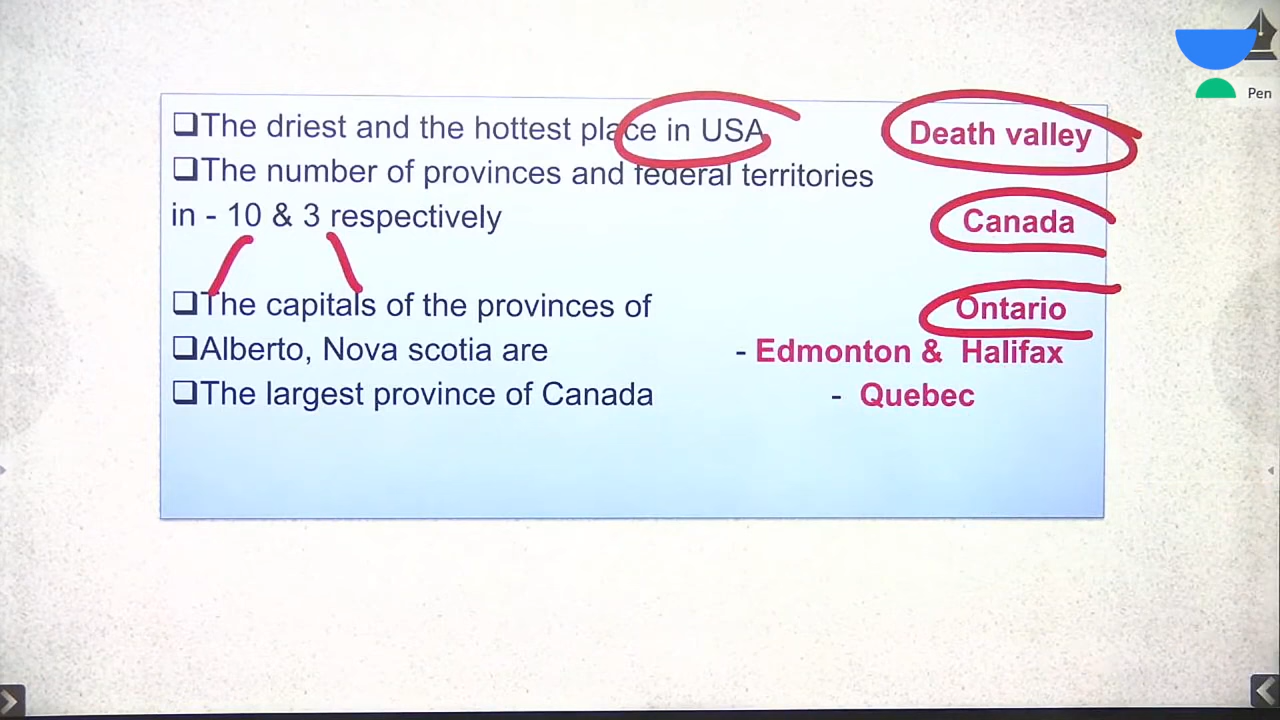 ❑The driest and the hottest place in USA Death valley
❑The number of provinces and federal territories
in - 10 & 3 respectively Canada
❑The capitals of the provinces of Ontario
❑Alberto, Nova scotia are - Edmonton & Halifax
❑The largest province of Canada - Quebec
Pen